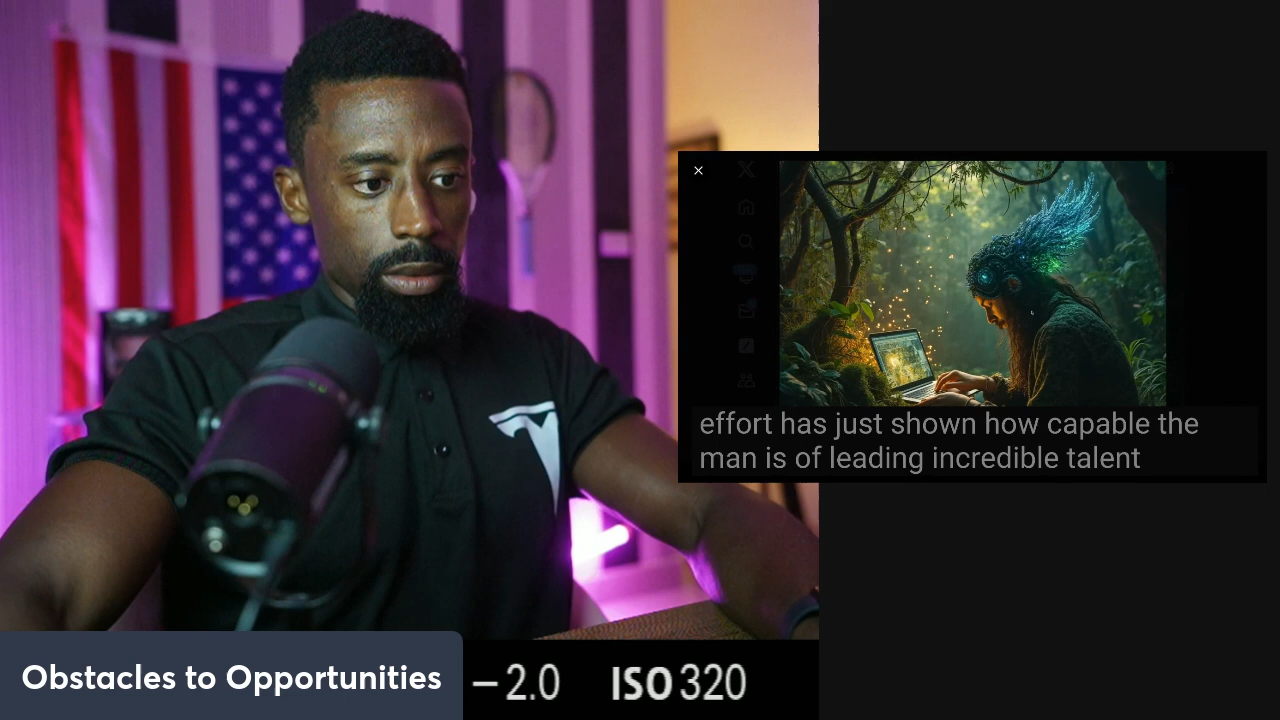 effort has just shown how capable the
man is of leading incredible talent
Obstacles to Opportunities
– 2.0 ISO 320